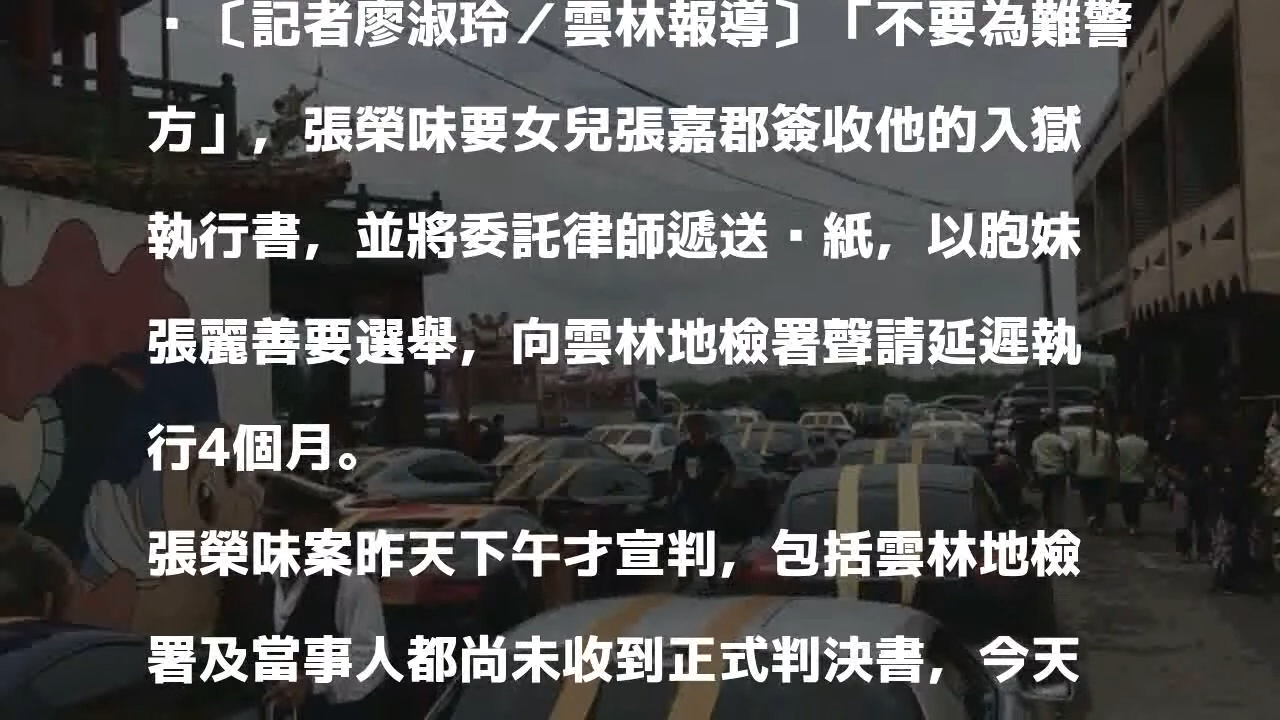 ▪〔記者廖淑玲／雲林報導〕「不要為難警
方」，張榮味要女兒張嘉郡簽收他的入獄
執行書，並將委託律師遞送▪紙，以胞妹
張麗善要選舉，向雲林地檢署聲請延遲執
行4個月。
張榮味案昨天下午才宣判，包括雲林地檢
署及當事人都尚未收到正式判決書，今天